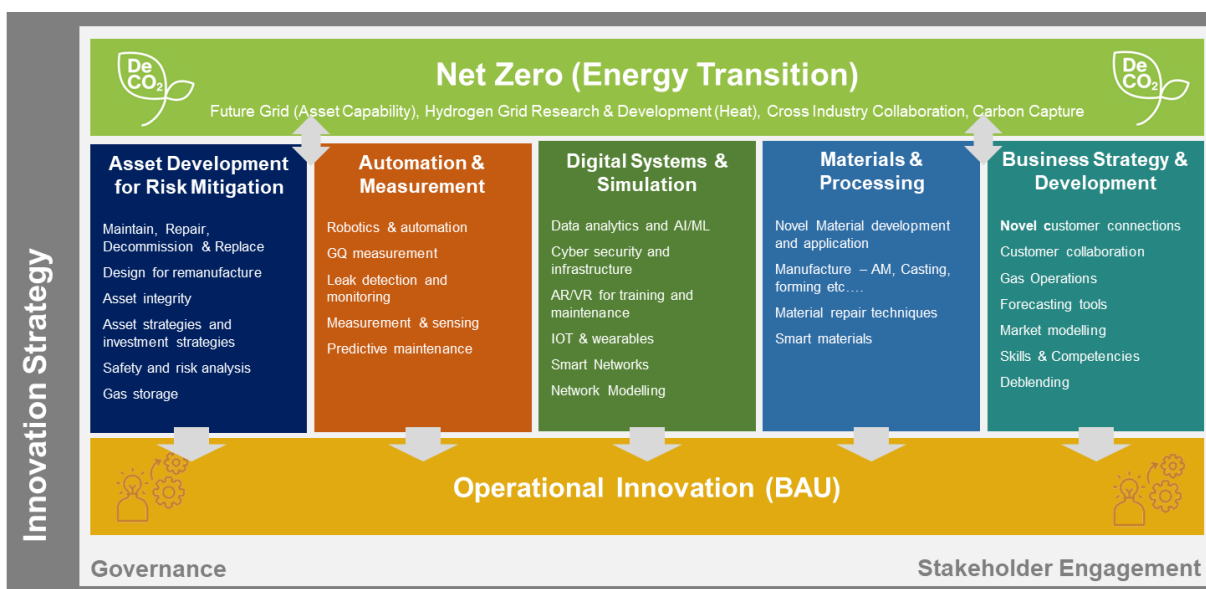 De
CO₂
Net Zero (Energy Transition)
De
CO₂
Future Grid (Asset Capability), Hydrogen Grid Research & Development (Heat), Cross Industry Collaboration, Carbon Capture
Innovation Strategy
Asset Development
for Risk Mitigation
Maintain, Repair,
Decommission & Replace
Design for remanufacture
Asset integrity
Asset strategies and
investment strategies
Safety and risk analysis
Gas storage
Automation &
Measurement
Robotics & automation
GQ measurement
Leak detection and
monitoring
Measurement & sensing
Predictive maintenance
Digital Systems &
Simulation
Data analytics and AI/ML
Cyber security and
infrastructure
AR/VR for training and
maintenance
IOT & wearables
Smart Networks
Network Modelling
Materials &
Processing
Novel Material development
and application
Manufacture – AM, Casting,
forming etc….
Material repair techniques
Smart materials
Business Strategy &
Development
Novel customer connections
Customer collaboration
Gas Operations
Forecasting tools
Market modelling
Skills & Competencies
Deblending
Operational Innovation (BAU)
Governance
Stakeholder Engagement